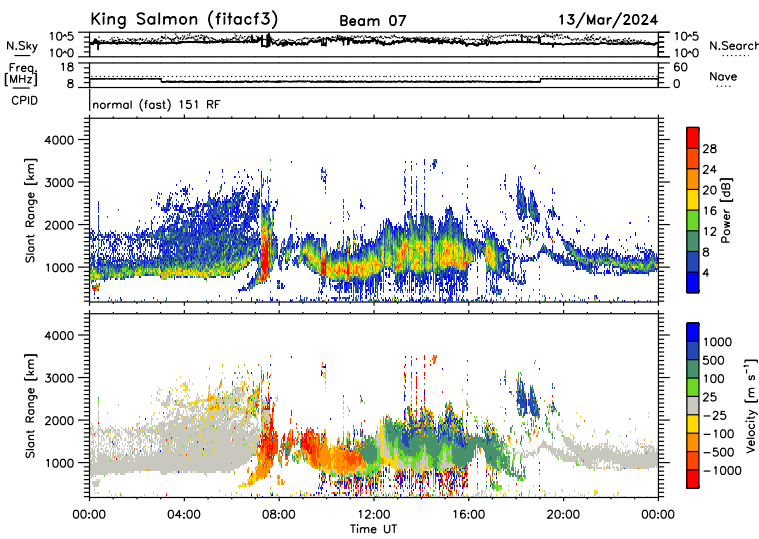 King Salmon (fitacf3) Beam 07 13/Mar/2024
N.Sky 10^5 10^0 10^5 10^0 N.Search
Freq. [MHz] 18 8 60 0 Nave
CPID normal (fast) 151 RF
Slant Range [km] 4000 3000 2000 1000
Power [dB] 28 24 20 16 12 8 4
Slant Range [km] 4000 3000 2000 1000
Velocity [m s⁻¹] 1000 500 100 25 −25 −100 −500 −1000
00:00 04:00 08:00 12:00 16:00 20:00 00:00
Time UT